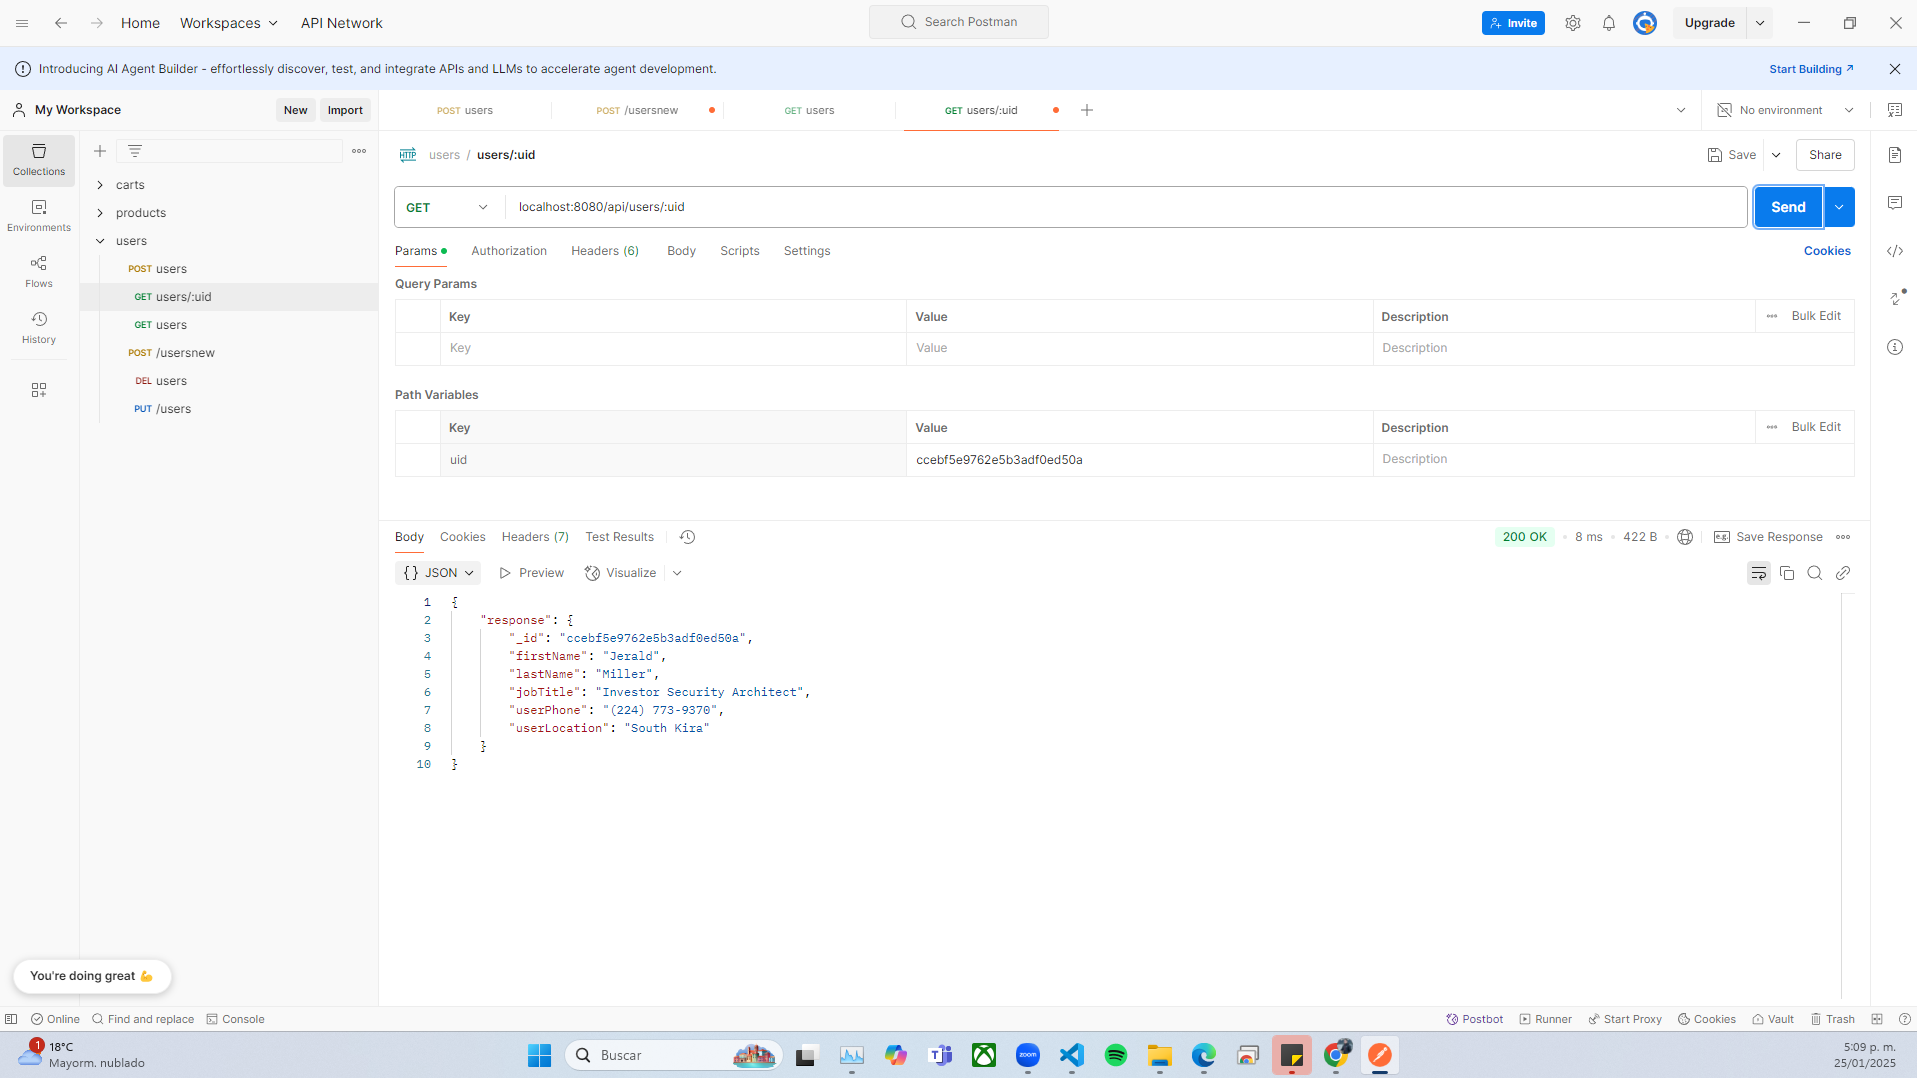 Home Workspaces API Network Search Postman Invite Upgrade
Introducing AI Agent Builder - effortlessly discover, test, and integrate APIs and LLMs to accelerate agent development. Start Building ↗
My Workspace New Import
POST users POST /usersnew GET users GET users/:uid No environment
Collections
Environments
Flows
History
carts
products
users
POST users
GET users/:uid
GET users
POST /usersnew
DEL users
PUT /users
HTTP users / users/:uid Save Share
GET localhost:8080/api/users/:uid Send
Params Authorization Headers (6) Body Scripts Settings Cookies
Query Params
Key Value Description Bulk Edit
Key Value Description
Path Variables
Key Value Description Bulk Edit
uid ccebf5e9762e5b3adf0ed50a Description
Body Cookies Headers (7) Test Results 200 OK 8 ms 422 B e.g. Save Response
{} JSON Preview Visualize
1 {
2 "response": {
3 "_id": "ccebf5e9762e5b3adf0ed50a",
4 "firstName": "Jerald",
5 "lastName": "Miller",
6 "jobTitle": "Investor Security Architect",
7 "userPhone": "(224) 773-9370",
8 "userLocation": "South Kira"
9 }
10 }
You're doing great 💪
Online Find and replace Console Postbot Runner Start Proxy Cookies Vault Trash
1 18°C
Mayorm. nublado
Buscar
zoom
5:09 p. m.
25/01/2025